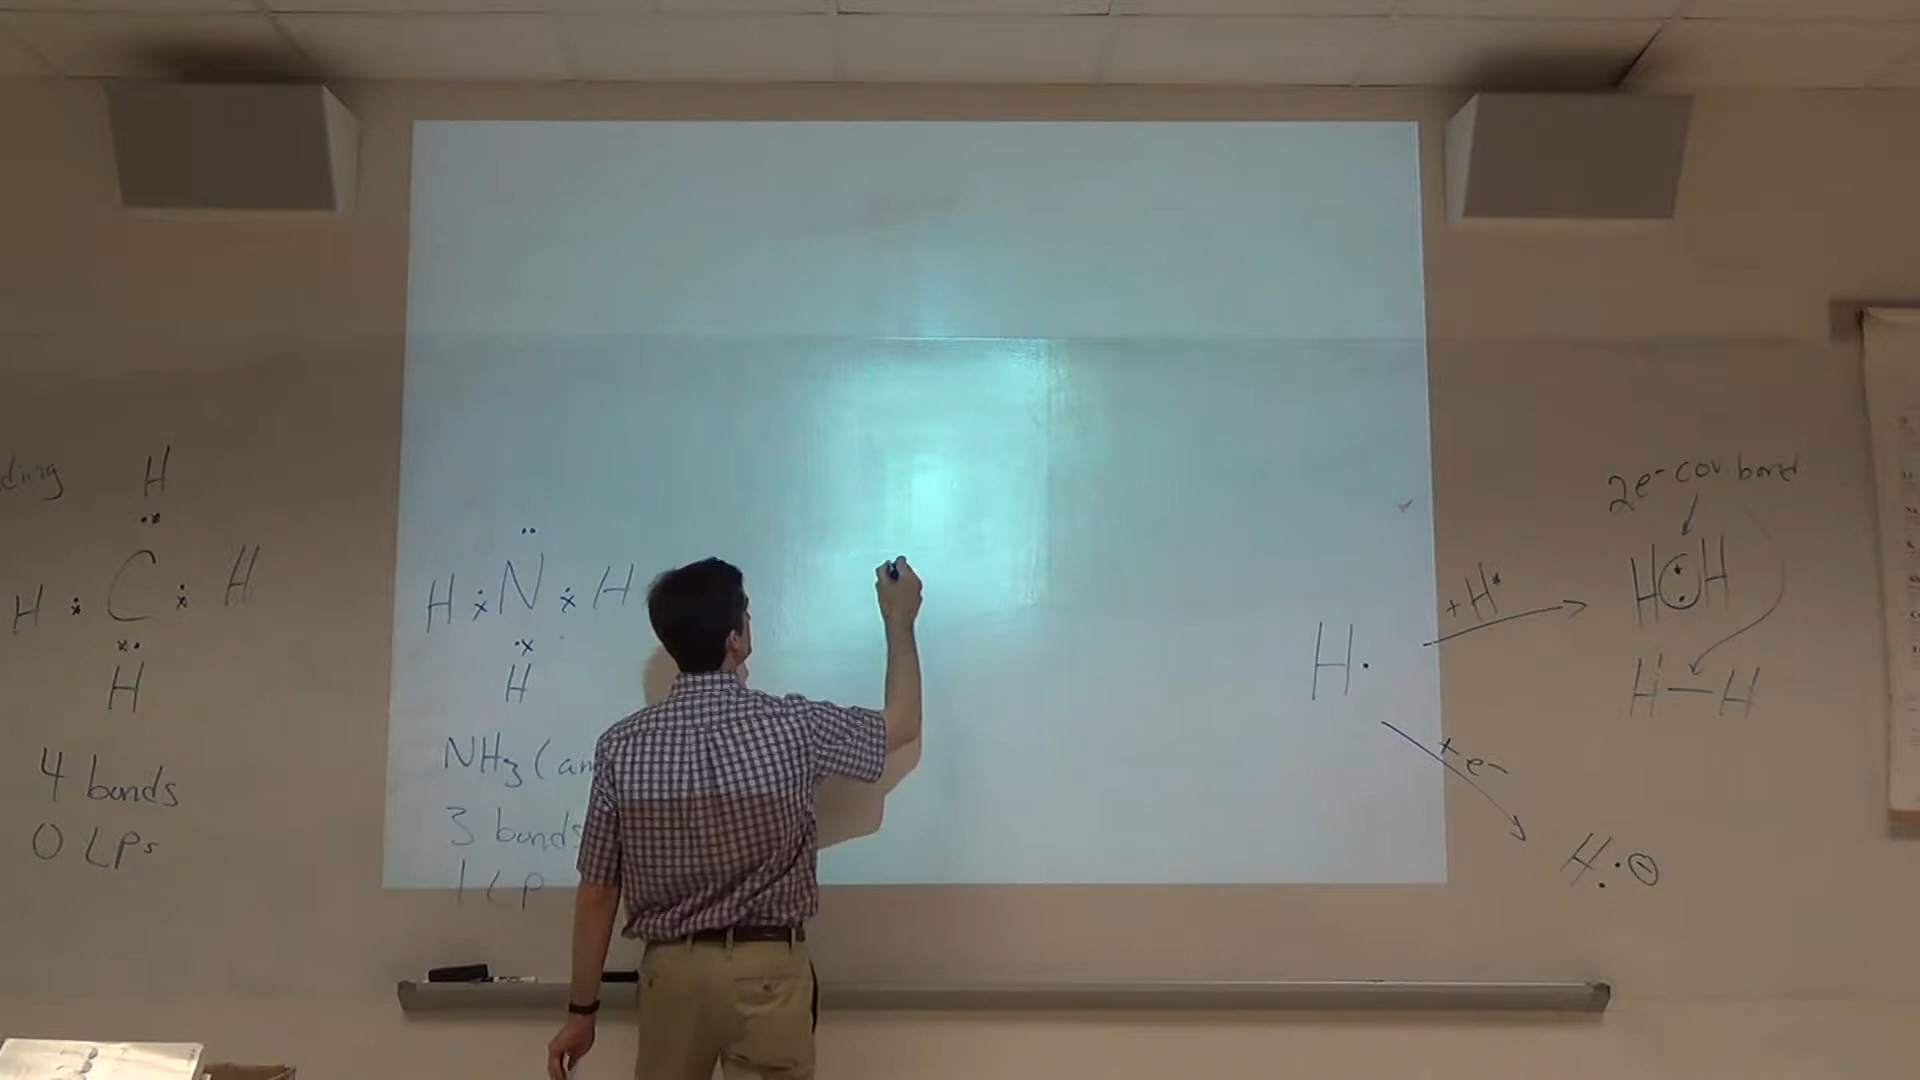 H
:
H : C : H
:
H
4 bonds
0 LPs
..
H :x N :x H
·x
H
NH3 (
3 bonds
1 LP
2e- cov. bond
H·
+ H·
H : H
H — H
+ e-
H : ⊖